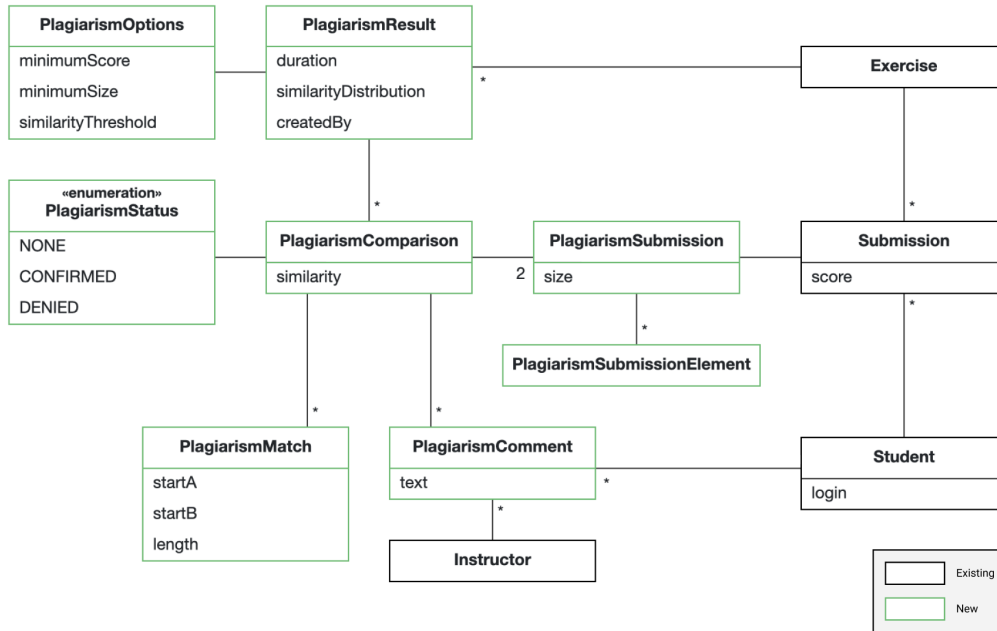 PlagiarismOptions
minimumScore
minimumSize
similarityThreshold
PlagiarismResult
duration
similarityDistribution
createdBy
*
Exercise
*
*
«enumeration»
PlagiarismStatus
NONE
CONFIRMED
DENIED
PlagiarismComparison
similarity
2
PlagiarismSubmission
size
Submission
score
*
*
PlagiarismSubmissionElement
*
*
PlagiarismMatch
startA
startB
length
PlagiarismComment
text
*
*
Student
login
Instructor
Existing
New